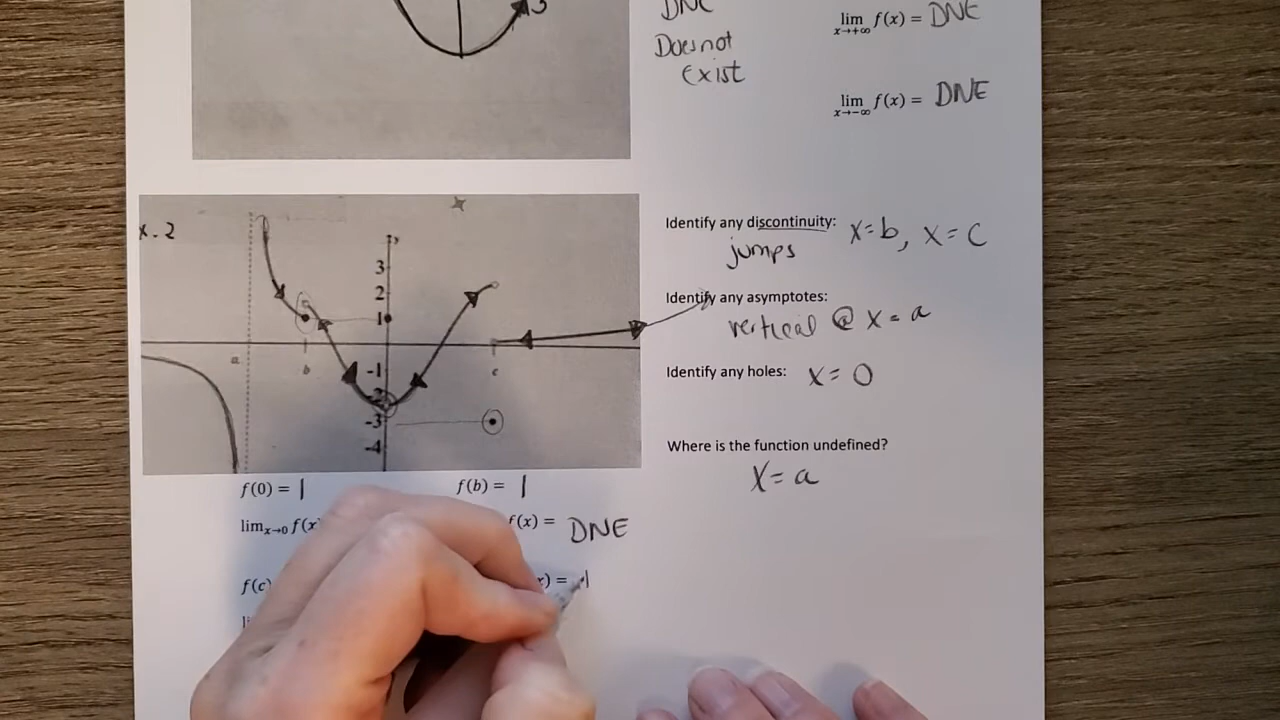 DNE
Does not
Exist
lim x→+∞ f(x) = DNE
lim x→-∞ f(x) = DNE
x. 2
3
2
1
-1
-2
-3
-4
a
b
c
Identify any discontinuity: x=b, x=c
jumps
Identify any asymptotes:
vertical @ x=a
Identify any holes: x=0
Where is the function undefined?
x=a
f(0) = 1
f(b) = 1
lim x→0 f(x
f(x) = DNE
f(c)
x) =